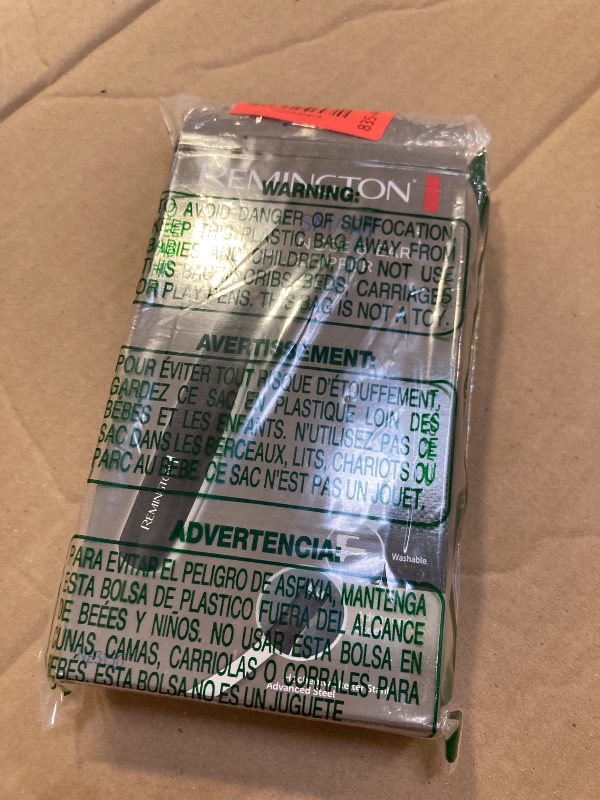 835-
REMINGTON
WARNING:
TO AVOID DANGER OF SUFFOCATION
KEEP THIS PLASTIC BAG AWAY FROM
BABIES AND CHILDREN. DO NOT USE
THIS BAG IN CRIBS, BEDS, CARRIAGES
OR PLAY PENS. THIS BAG IS NOT A TOY.
AVERTISSEMENT:
POUR ÉVITER TOUT RISQUE D'ÉTOUFFEMENT,
GARDEZ CE SAC EN PLASTIQUE LOIN DES
BÉBÉS ET LES ENFANTS. N'UTILISEZ PAS CE
SAC DANS LES BERCEAUX, LITS, CHARIOTS OU
PARC AU BÉBÉ. CE SAC N'EST PAS UN JOUET.
REMINGTON
ADVERTENCIA:
Washable
PARA EVITAR EL PELIGRO DE ASFIXIA, MANTENGA
ESTA BOLSA DE PLASTICO FUERA DEL ALCANCE
DE BEÉES Y NIÑOS. NO USAR ESTA BOLSA EN
CUNAS, CAMAS, CARRIOLAS O CORRALES PARA
BEBÉS. ESTA BOLSA NO ES UN JUGUETE
Advanced Steel